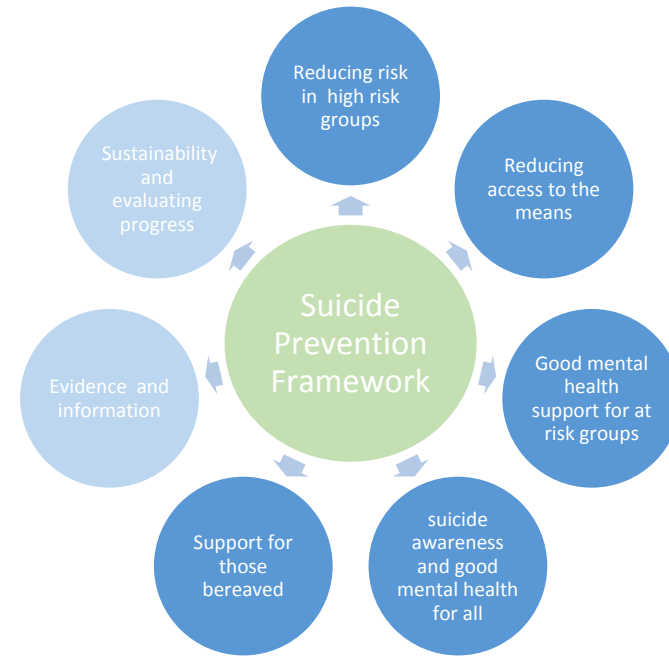 Reducing risk
in high risk
groups
Reducing
access to the
means
Good mental
health
support for at
risk groups
suicide
awareness
and good
mental health
for all
Support for
those
bereaved
Evidence and
information
Sustainability
and
evaluating
progress
Suicide
Prevention
Framework